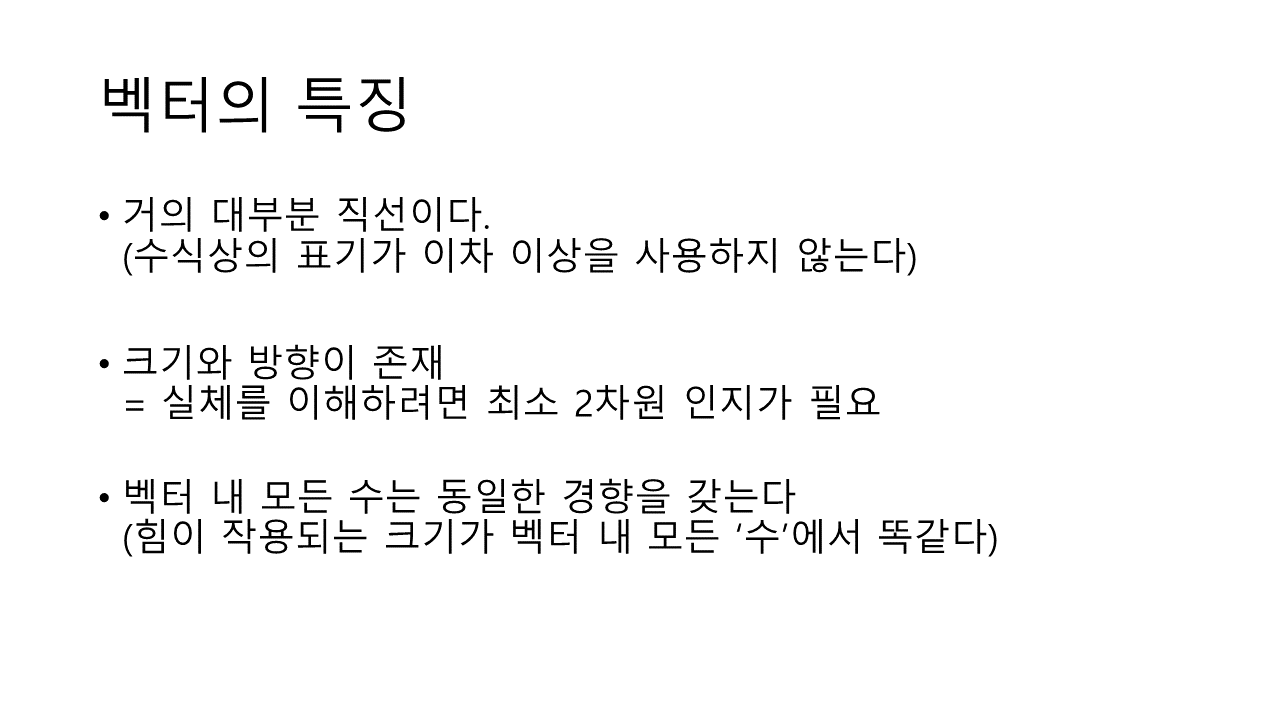 벡터의 특징
• 거의 대부분 직선이다.
(수식상의 표기가 이차 이상을 사용하지 않는다)
• 크기와 방향이 존재
= 실체를 이해하려면 최소 2차원 인지가 필요
• 벡터 내 모든 수는 동일한 경향을 갖는다
(힘이 작용되는 크기가 벡터 내 모든 ‘수’에서 똑같다)